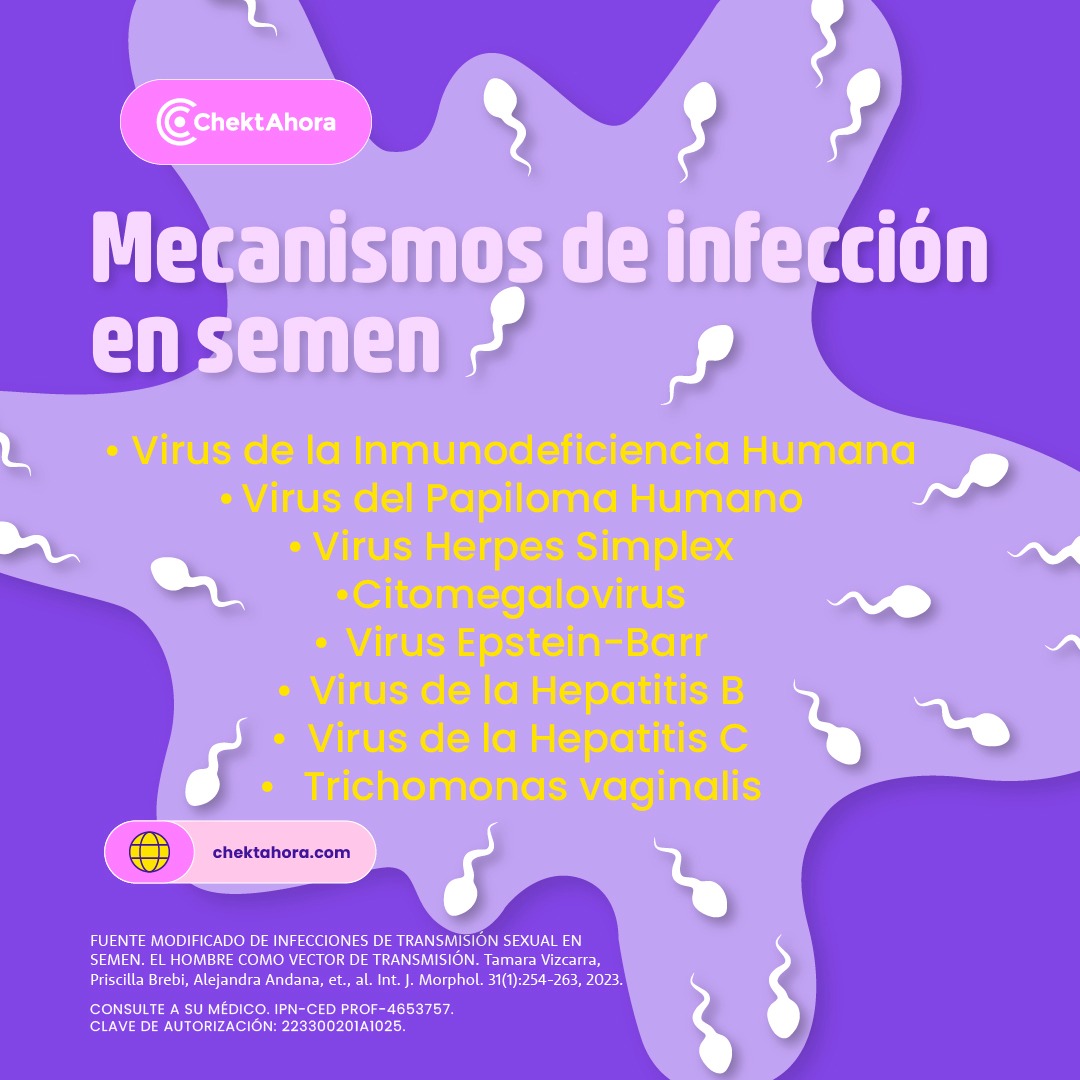 ChektAhora
Mecanismos de infección
en semen
• Virus de la Inmunodeficiencia Humana
• Virus del Papiloma Humano
• Virus Herpes Simplex
•Citomegalovirus
• Virus Epstein-Barr
• Virus de la Hepatitis B
• Virus de la Hepatitis C
• Trichomonas vaginalis
chektahora.com
FUENTE MODIFICADO DE INFECCIONES DE TRANSMISIÓN SEXUAL EN
SEMEN. EL HOMBRE COMO VECTOR DE TRANSMISIÓN. Tamara Vizcarra,
Priscilla Brebi, Alejandra Andana, et., al. Int. J. Morphol. 31(1):254-263, 2023.
CONSULTE A SU MÉDICO. IPN-CED PROF-4653757.
CLAVE DE AUTORIZACIÓN: 223300201A1025.